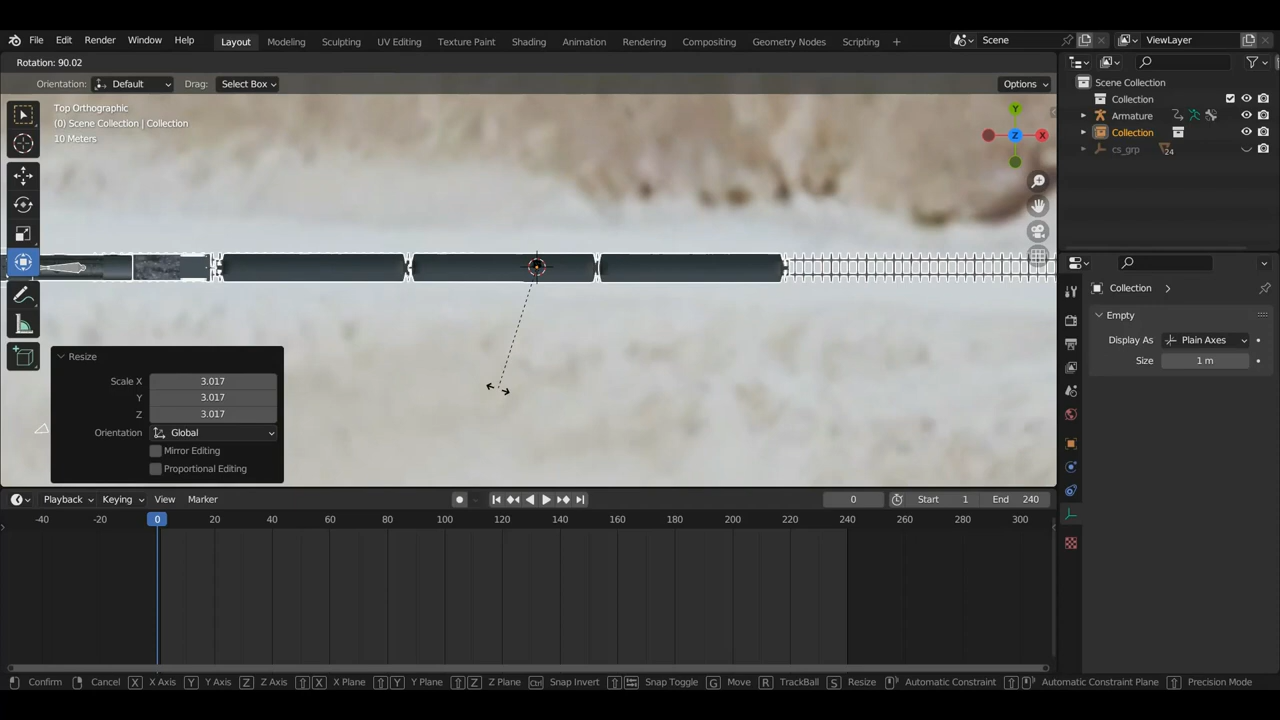 File Edit Render Window Help Layout Modeling Sculpting UV Editing Texture Paint Shading Animation Rendering Compositing Geometry Nodes Scripting + Scene ViewLayer
Rotation: 90.02
Orientation: Default Drag: Select Box Options
Top Orthographic
(0) Scene Collection | Collection
10 Meters
Y
Z X
Resize
Scale X 3.017
Y 3.017
Z 3.017
Orientation Global
Mirror Editing
Proportional Editing
Scene Collection
Collection
Armature
Collection
cs_grp 24
Collection
Empty
Display As Plain Axes
Size 1 m
Playback Keying View Marker 0 Start 1 End 240
-40 -20 0 20 40 60 80 100 120 140 160 180 200 220 240 260 280 300
Confirm Cancel X X Axis Y Y Axis Z Z Axis X X Plane Y Y Plane Z Z Plane Ctrl Snap Invert Snap Toggle G Move R TrackBall S Resize Automatic Constraint Automatic Constraint Plane Precision Mode